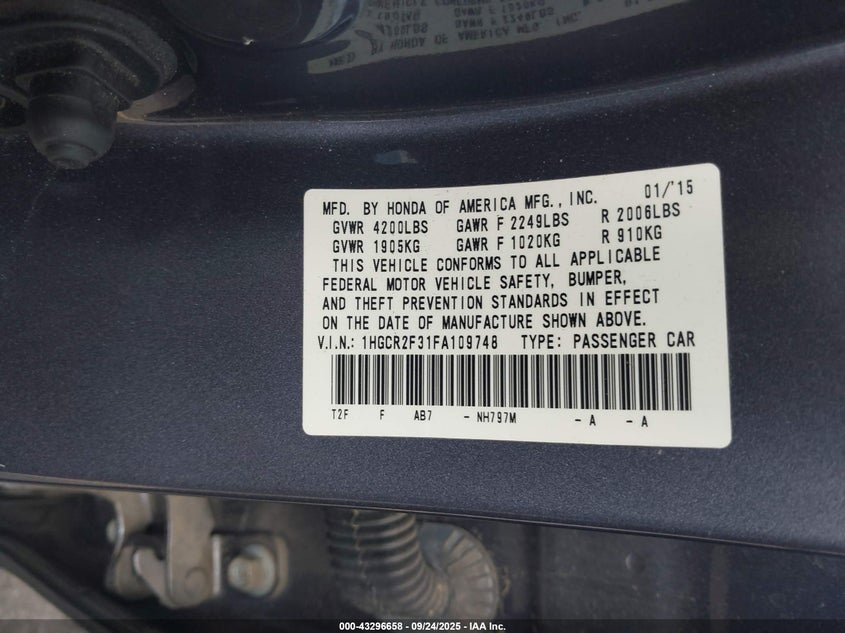 MFD. BY HONDA OF AMERICA MFG., INC. 01/'15
GVWR 4200LBS GAWR F 2249LBS R 2006LBS
GVWR 1905KG GAWR F 1020KG R 910KG
THIS VEHICLE CONFORMS TO ALL APPLICABLE
FEDERAL MOTOR VEHICLE SAFETY, BUMPER,
AND THEFT PREVENTION STANDARDS IN EFFECT
ON THE DATE OF MANUFACTURE SHOWN ABOVE.
V.I.N.: 1HGCR2F31FA109748 TYPE: PASSENGER CAR
T2F F AB7 - NH797M - A - A
000-43296658 - 09/24/2025 - IAA Inc.